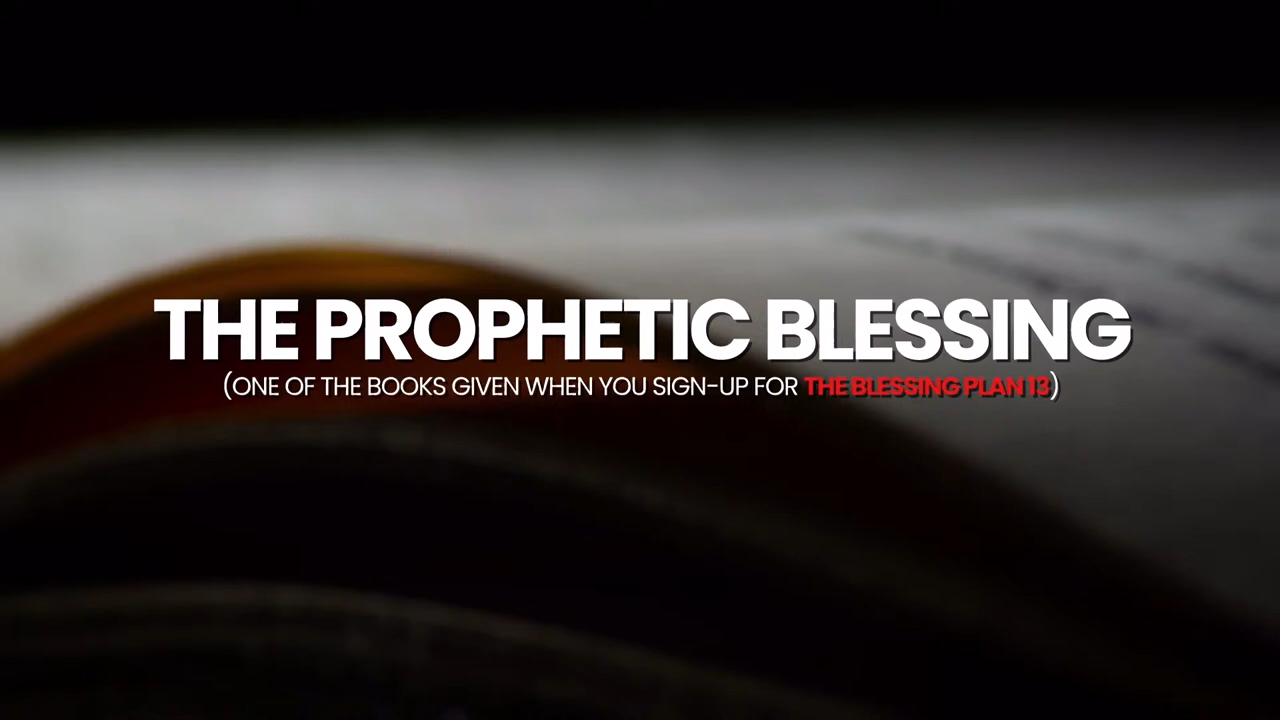 THE PROPHETIC BLESSING
(ONE OF THE BOOKS GIVEN WHEN YOU SIGN-UP FOR THE BLESSING PLAN 13)